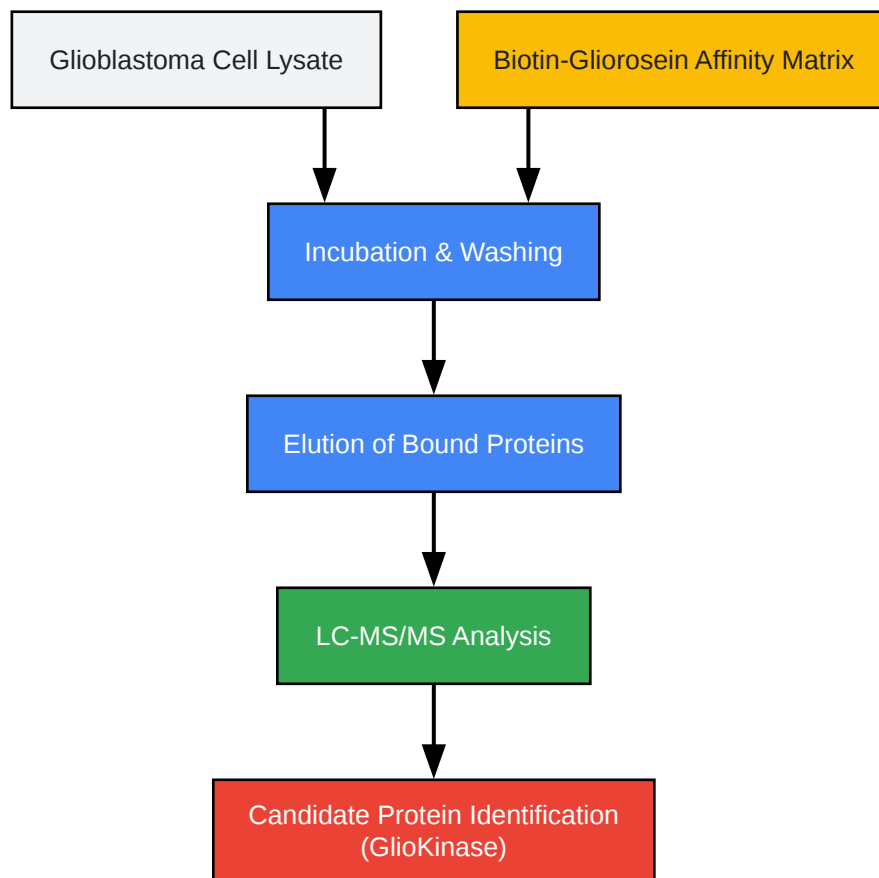 Glioblastoma Cell Lysate
Biotin-Gliorosein Affinity Matrix
Incubation & Washing
Elution of Bound Proteins
LC-MS/MS Analysis
Candidate Protein Identification
(GlioKinase)